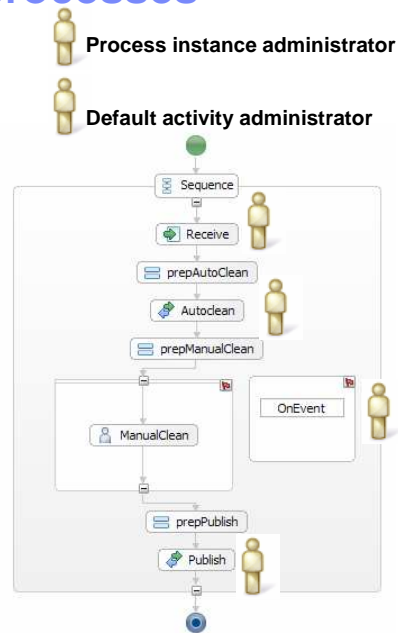 Process instance administrator
Default activity administrator
Sequence
Receive
prepAutoClean
Autoclean
prepManualClean
OnEvent
ManualClean
prepPublish
Publish